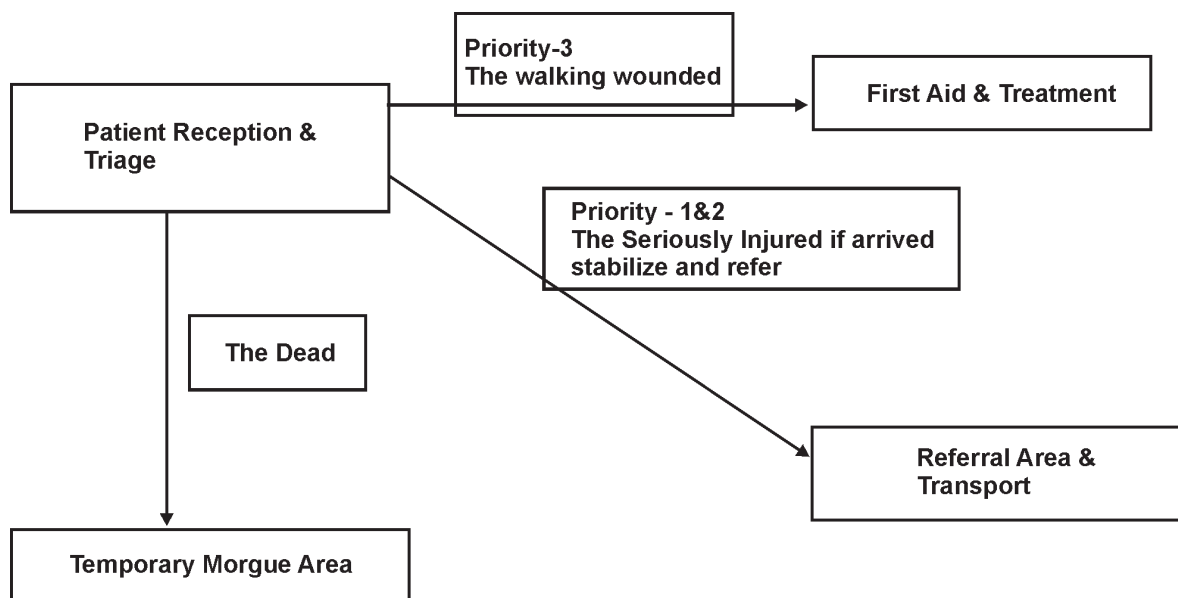 Priority-3
The walking wounded
First Aid & Treatment
Patient Reception &
Triage
Priority - 1&2
The Seriously Injured if arrived
stabilize and refer
The Dead
Referral Area &
Transport
Temporary Morgue Area